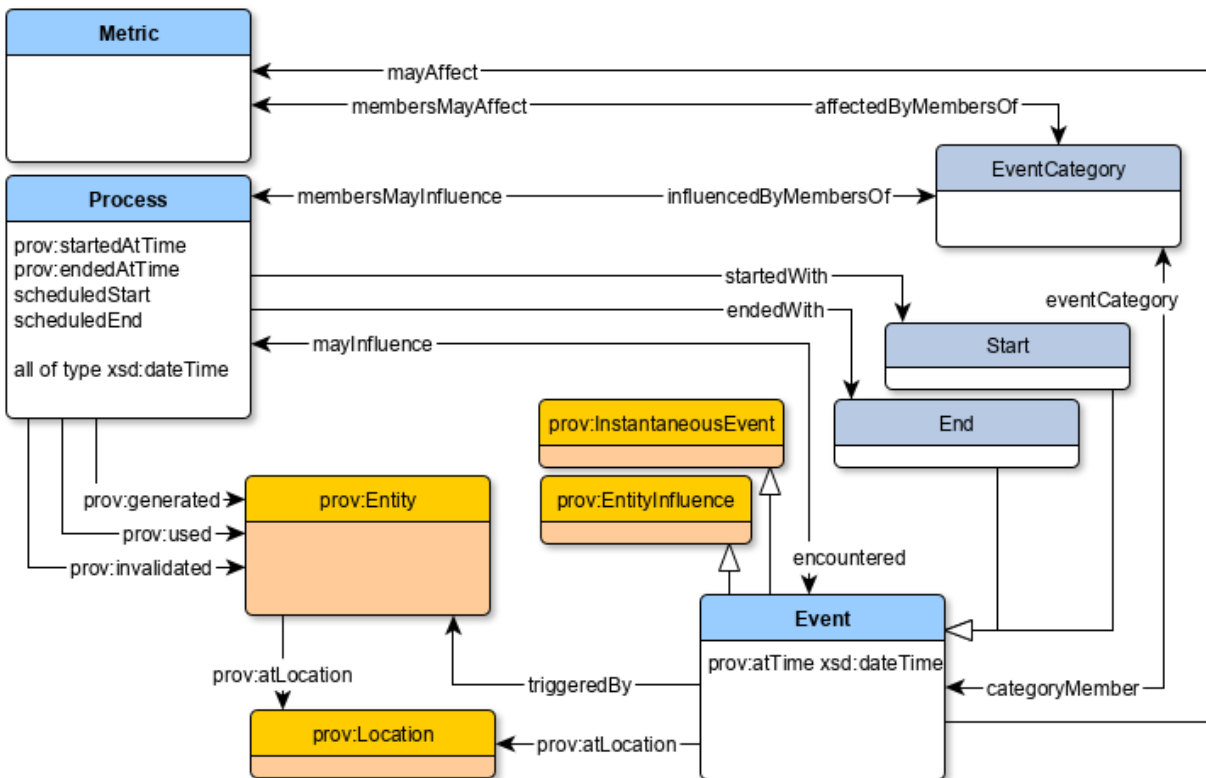 Metric
mayAffect
membersMayAffect
affectedByMembersOf
EventCategory
Process
membersMayInfluence
influencedByMembersOf
prov:startedAtTime
prov:endedAtTime
scheduledStart
scheduledEnd
all of type xsd:dateTime
startedWith
eventCategory
endedWith
Start
mayInfluence
End
prov:InstantaneousEvent
prov:generated
prov:Entity
prov:EntityInfluence
prov:used
prov:invalidated
encountered
Event
prov:atTime xsd:dateTime
prov:atLocation
triggeredBy
categoryMember
prov:Location
prov:atLocation